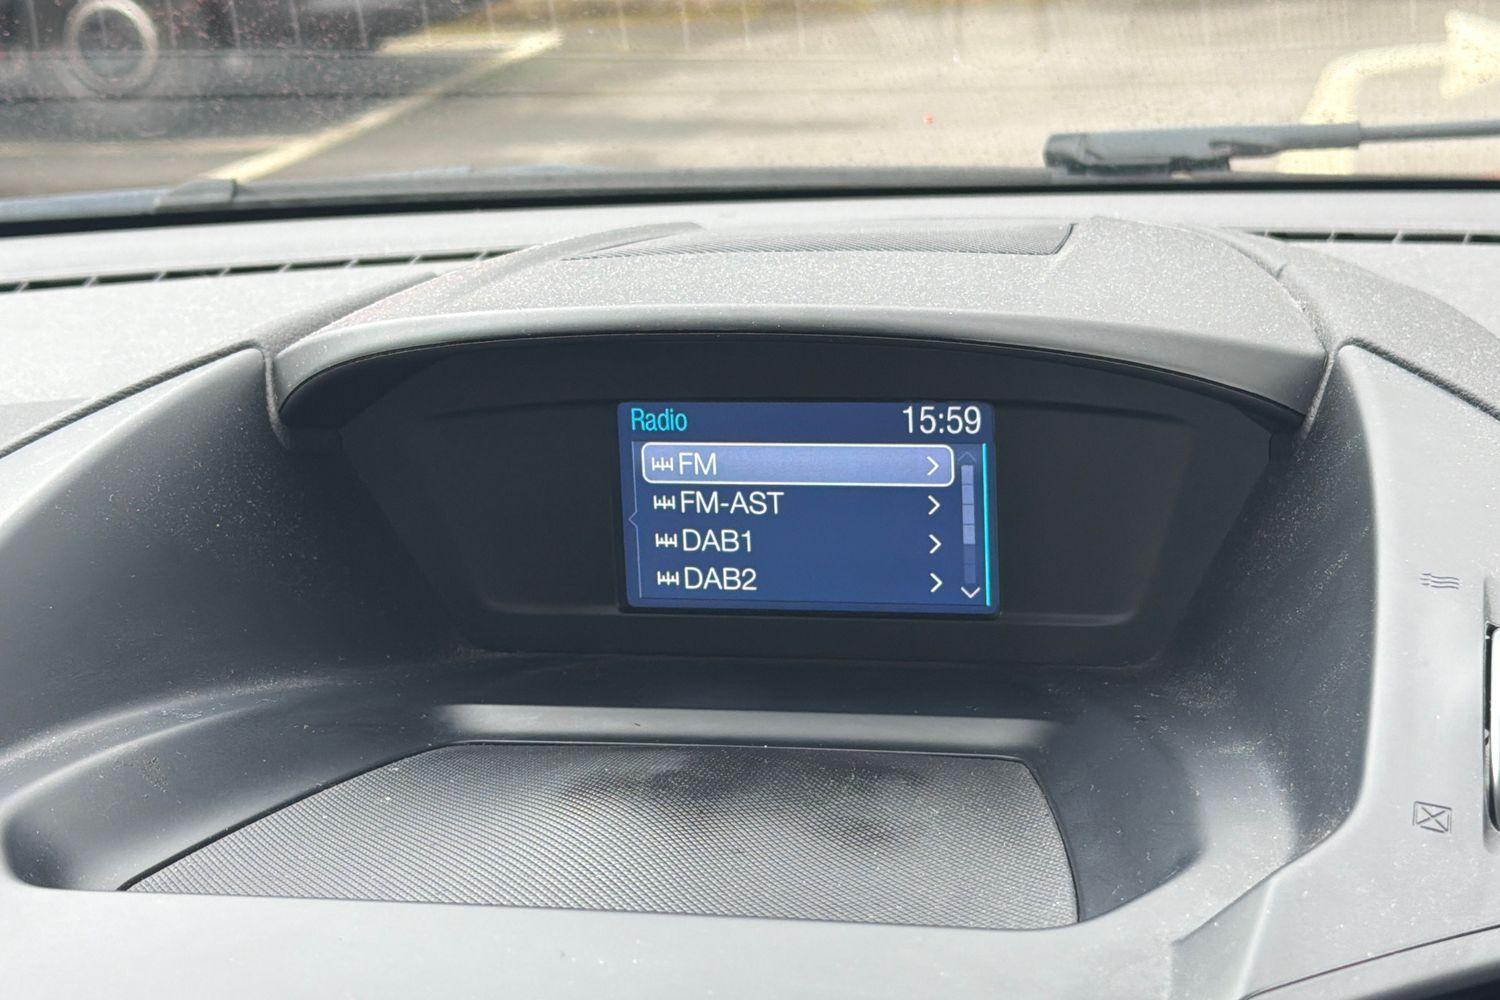 Radio 15:59
FM
FM-AST
DAB1
DAB2